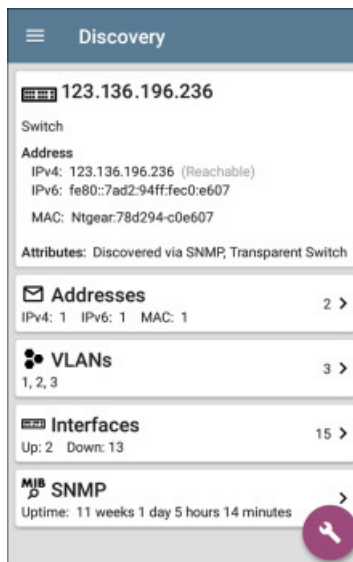 Discovery
123.136.196.236
Switch
Address
IPv4: 123.136.196.236 (Reachable)
IPv6: fe80::7ad2:94ff:fec0:e607
MAC: Ntgear:78d294-c0e607
Attributes: Discovered via SNMP, Transparent Switch
Addresses
2
IPv4: 1 IPv6: 1 MAC: 1
VLANs
3
1, 2, 3
Interfaces
15
Up: 2 Down: 13
MIB SNMP
Uptime: 11 weeks 1 day 5 hours 14 minutes